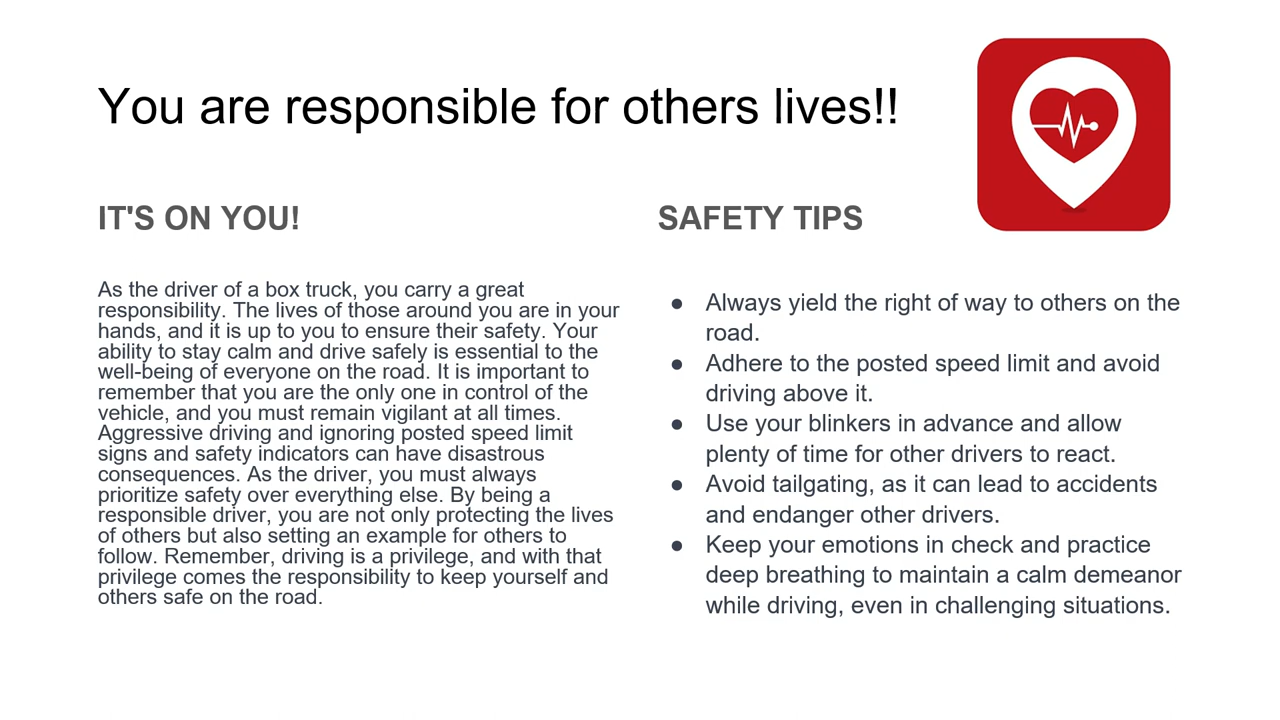 You are responsible for others lives!!
IT'S ON YOU!
As the driver of a box truck, you carry a great
responsibility. The lives of those around you are in your
hands, and it is up to you to ensure their safety. Your
ability to stay calm and drive safely is essential to the
well-being of everyone on the road. It is important to
remember that you are the only one in control of the
vehicle, and you must remain vigilant at all times.
Aggressive driving and ignoring posted speed limit
signs and safety indicators can have disastrous
consequences. As the driver, you must always
prioritize safety over everything else. By being a
responsible driver, you are not only protecting the lives
of others but also setting an example for others to
follow. Remember, driving is a privilege, and with that
privilege comes the responsibility to keep yourself and
others safe on the road.
SAFETY TIPS
● Always yield the right of way to others on the
road.
● Adhere to the posted speed limit and avoid
driving above it.
● Use your blinkers in advance and allow
plenty of time for other drivers to react.
● Avoid tailgating, as it can lead to accidents
and endanger other drivers.
● Keep your emotions in check and practice
deep breathing to maintain a calm demeanor
while driving, even in challenging situations.